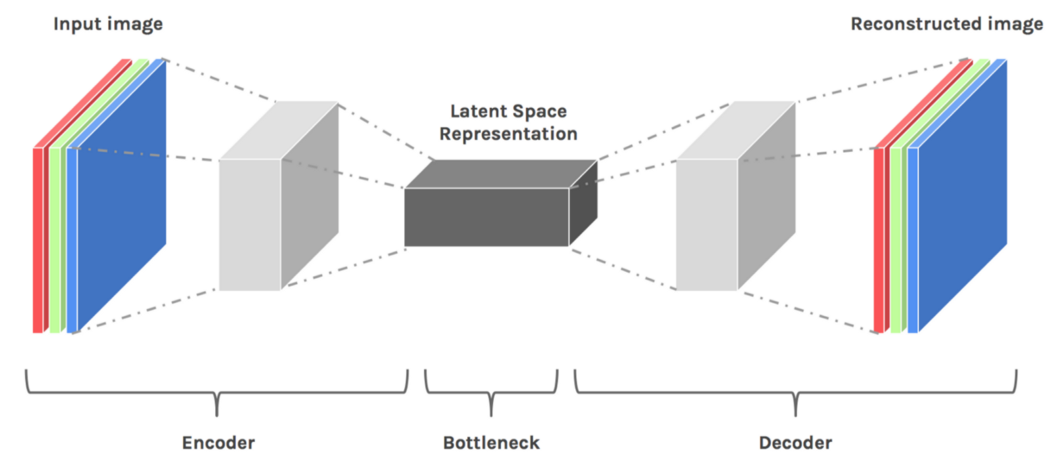 Input image
Reconstructed image
Latent Space
Representation
Encoder
Bottleneck
Decoder